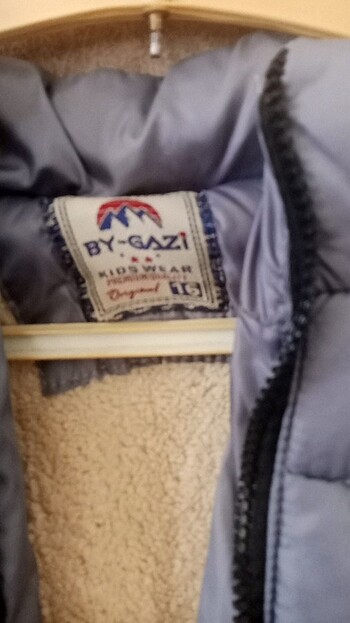 BY-GAZİ
KIDS WEAR
PREMIUM QUALITY
Original 16